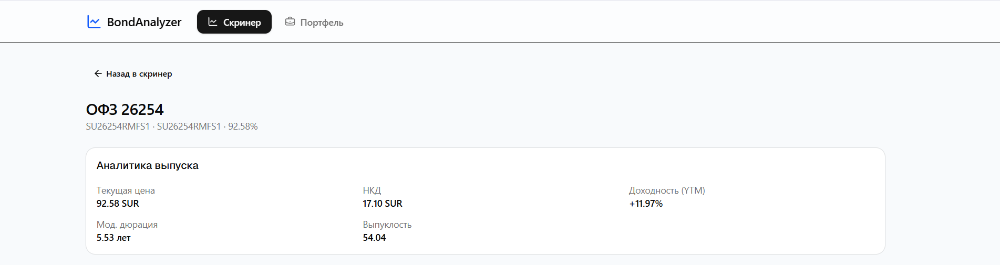 BondAnalyzer Скринер Портфель
Назад в скринер
ОФЗ 26254
SU26254RMFS1 · SU26254RMFS1 · 92.58%
Аналитика выпуска
Текущая цена НКД Доходность (YTM)
92.58 SUR 17.10 SUR +11.97%
Мод. дюрация Выпуклость
5.53 лет 54.04